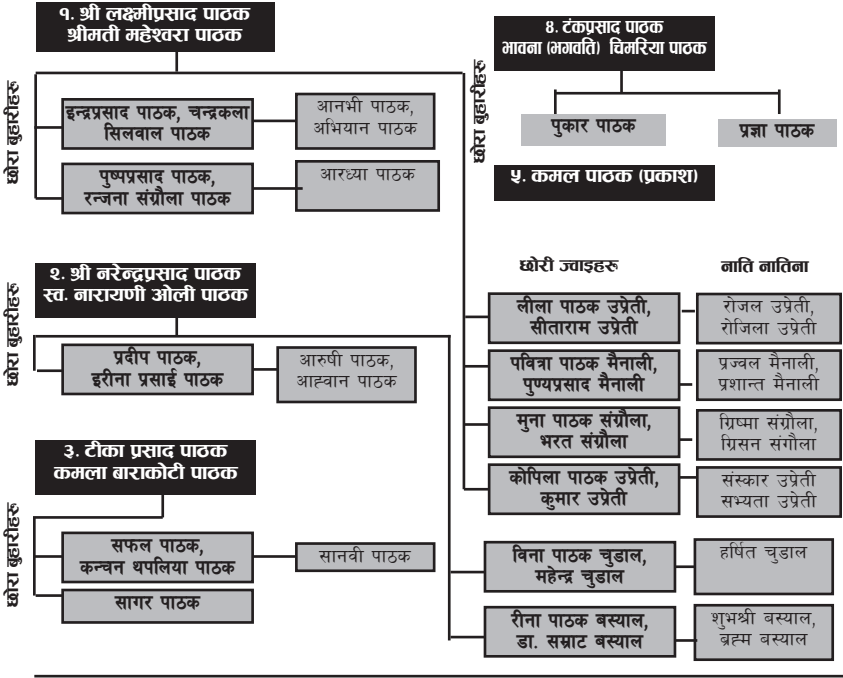 १. श्री लक्ष्मीप्रसाद पाठक
श्रीमती महेश्वरा पाठक
छोरा बुहारीहरु
इन्द्रप्रसाद पाठक, चन्द्रकला
सिलवाल पाठक
आनभी पाठक,
अभियान पाठक
पुष्पप्रसाद पाठक,
रन्जना संग्रौला पाठक
आरध्या पाठक
२. श्री नरेन्द्रप्रसाद पाठक
स्व. नारायणी ओली पाठक
छोरा बुहारीहरु
प्रदीप पाठक,
इरीना प्रसाई पाठक
आरुषी पाठक,
आह्वान पाठक
३. टीका प्रसाद पाठक
कमला बाराकोटी पाठक
छोरा बुहारीहरु
सफल पाठक,
कन्चन थपलिया पाठक
सानवी पाठक
सागर पाठक
४. टंकप्रसाद पाठक
भावना (भगवति) चिमरिया पाठक
छोरा बुहारीहरु
पुकार पाठक
प्रज्ञा पाठक
५. कमल पाठक (प्रकाश)
छोरी ज्वाइहरु
नाति नातिना
लीला पाठक उप्रेती,
सीताराम उप्रेती
रोजल उप्रेती,
रोजिला उप्रेती
पवित्रा पाठक मैनाली,
पुण्यप्रसाद मैनाली
प्रज्वल मैनाली,
प्रशान्त मैनाली
मुना पाठक संग्रौला,
भरत संग्रौला
ग्रिष्मा संग्रौला,
ग्रिसन संगौला
कोपिला पाठक उप्रेती,
कुमार उप्रेती
संस्कार उप्रेती
सभ्यता उप्रेती
विना पाठक चुडाल,
महेन्द्र चुडाल
हर्षित चुडाल
रीना पाठक बस्याल,
डा. सम्राट बस्याल
शुभश्री बस्याल,
ब्रह्म बस्याल